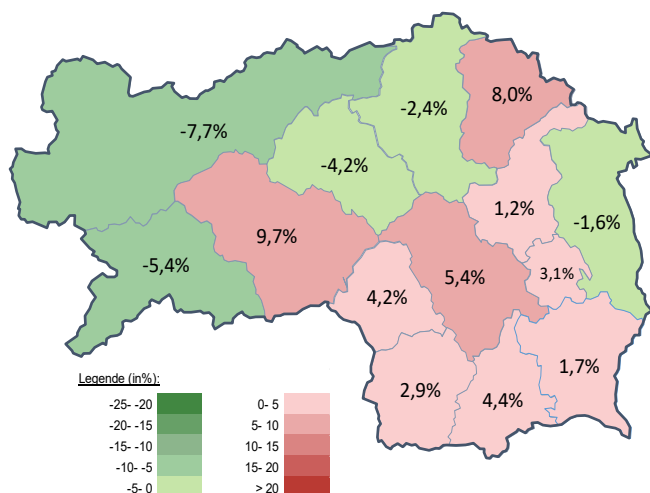 8,0%
-2,4%
-7,7%
-4,2%
1,2%
-1,6%
9,7%
-5,4%
5,4%
3,1%
4,2%
1,7%
2,9%
4,4%
Legende (in%):
-25- -20 0- 5
-20- -15 5- 10
-15- -10 10- 15
-10- -5 15- 20
-5- 0 > 20